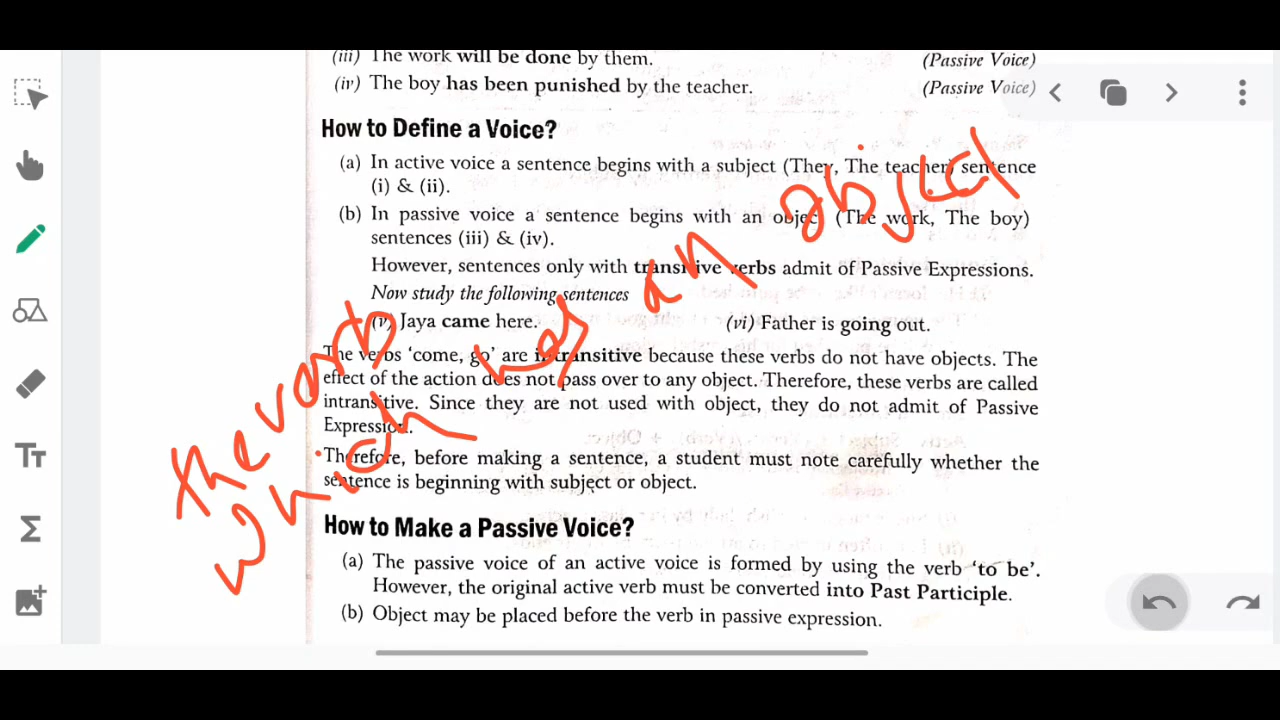 (iii) The work will be done by them. (Passive Voice)
(iv) The boy has been punished by the teacher. (Passive Voice)
How to Define a Voice?
(a) In active voice a sentence begins with a subject (They, The teacher) sentence
(i) & (ii).
(b) In passive voice a sentence begins with an object (The work, The boy)
sentences (iii) & (iv).
However, sentences only with transitive verbs admit of Passive Expressions.
Now study the following sentences
(v) Jaya came here. (vi) Father is going out.
The verbs ‘come, go’ are intransitive because these verbs do not have objects. The
effect of the action does not pass over to any object. Therefore, these verbs are called
intransitive. Since they are not used with object, they do not admit of Passive
Expression.
Therefore, before making a sentence, a student must note carefully whether the
sentence is beginning with subject or object.
How to Make a Passive Voice?
(a) The passive voice of an active voice is formed by using the verb ‘to be’.
However, the original active verb must be converted into Past Participle.
(b) Object may be placed before the verb in passive expression.
the varb
which has an object
Tт
Σ